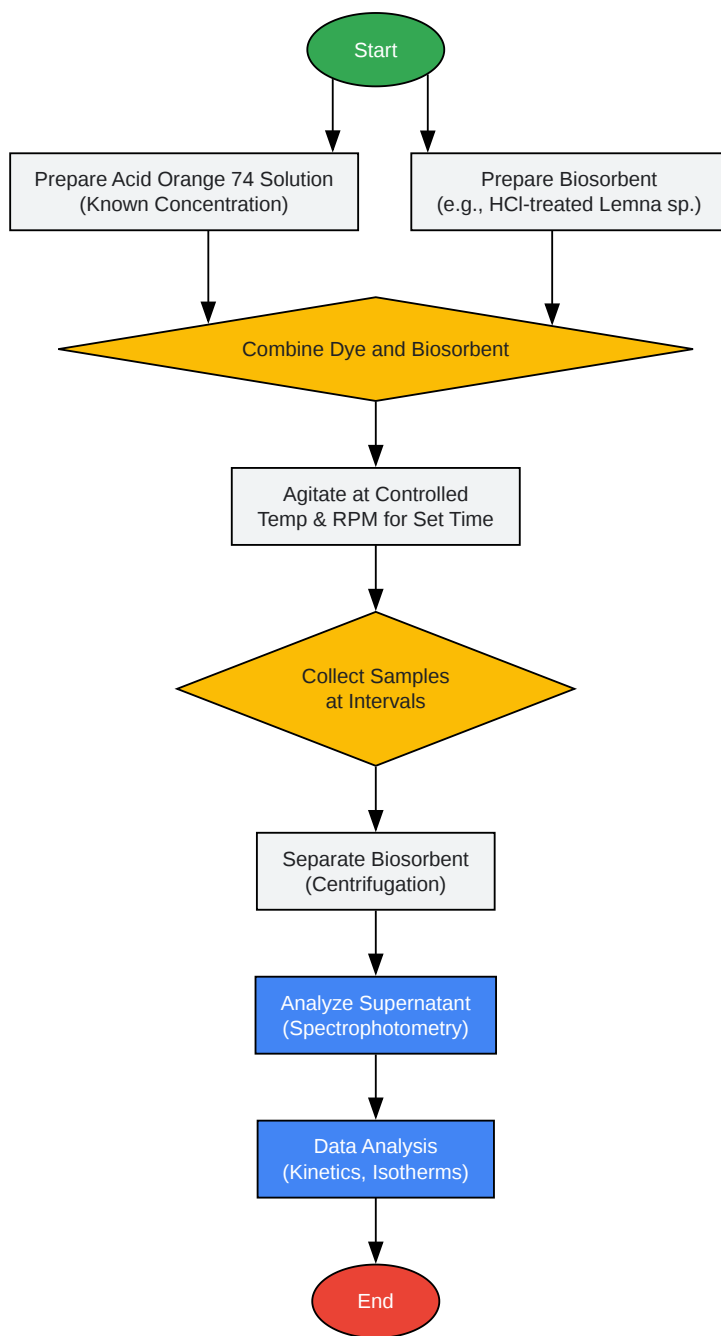 Start
Prepare Acid Orange 74 Solution
(Known Concentration)
Prepare Biosorbent
(e.g., HCl-treated Lemna sp.)
Combine Dye and Biosorbent
Agitate at Controlled
Temp & RPM for Set Time
Collect Samples
at Intervals
Separate Biosorbent
(Centrifugation)
Analyze Supernatant
(Spectrophotometry)
Data Analysis
(Kinetics, Isotherms)
End